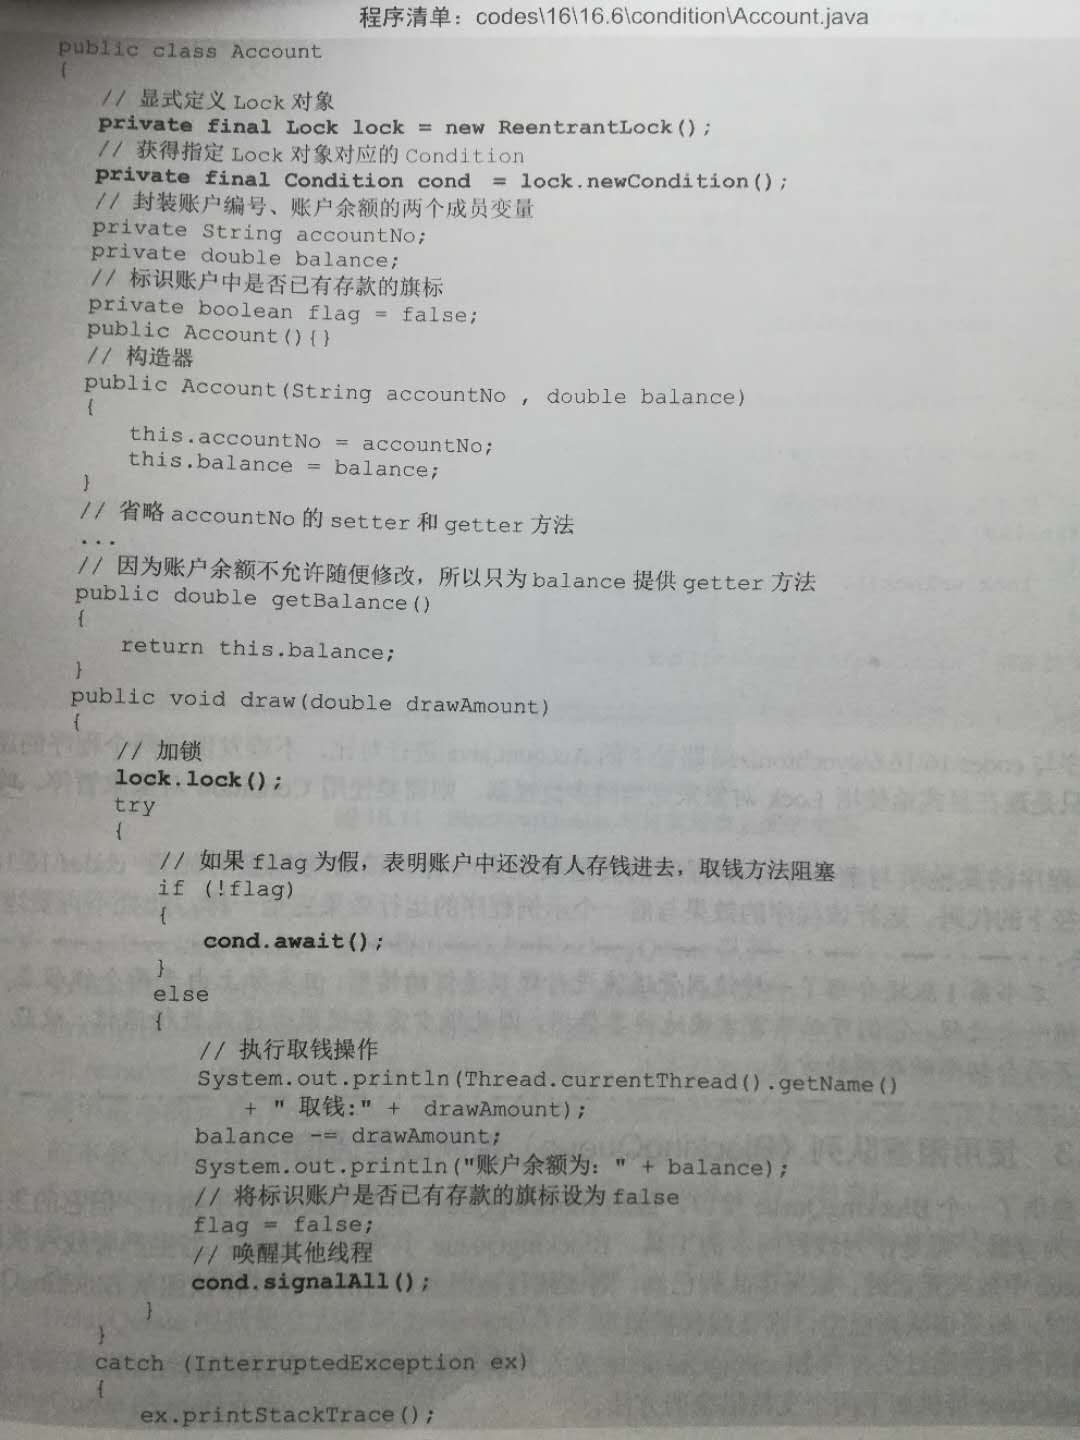 程序清单：codes\16\16.6\condition\Account.java
public class Account
{
// 显式定义 Lock 对象
private final Lock lock = new ReentrantLock();
// 获得指定 Lock 对象对应的 Condition
private final Condition cond  = lock.newCondition();
// 封装账户编号、账户余额的两个成员变量
private String accountNo;
private double balance;
// 标识账户中是否已有存款的旗标
private boolean flag = false;
public Account(){}
// 构造器
public Account(String accountNo , double balance)
{
this.accountNo = accountNo;
this.balance = balance;
}
// 省略 accountNo 的 setter 和 getter 方法
...
// 因为账户余额不允许随便修改，所以只为 balance 提供 getter 方法
public double getBalance()
{
return this.balance;
}
public void draw(double drawAmount)
{
// 加锁
lock.lock();
try
{
// 如果 flag 为假，表明账户中还没有人存钱进去，取钱方法阻塞
if (!flag)
{
cond.await();
}
else
{
// 执行取钱操作
System.out.println(Thread.currentThread().getName()
+ " 取钱:" +  drawAmount);
balance -= drawAmount;
System.out.println("账户余额为：" + balance);
// 将标识账户是否已有存款的旗标设为 false
flag = false;
// 唤醒其他线程
cond.signalAll();
}
}
catch (InterruptedException ex)
{
ex.printStackTrace();